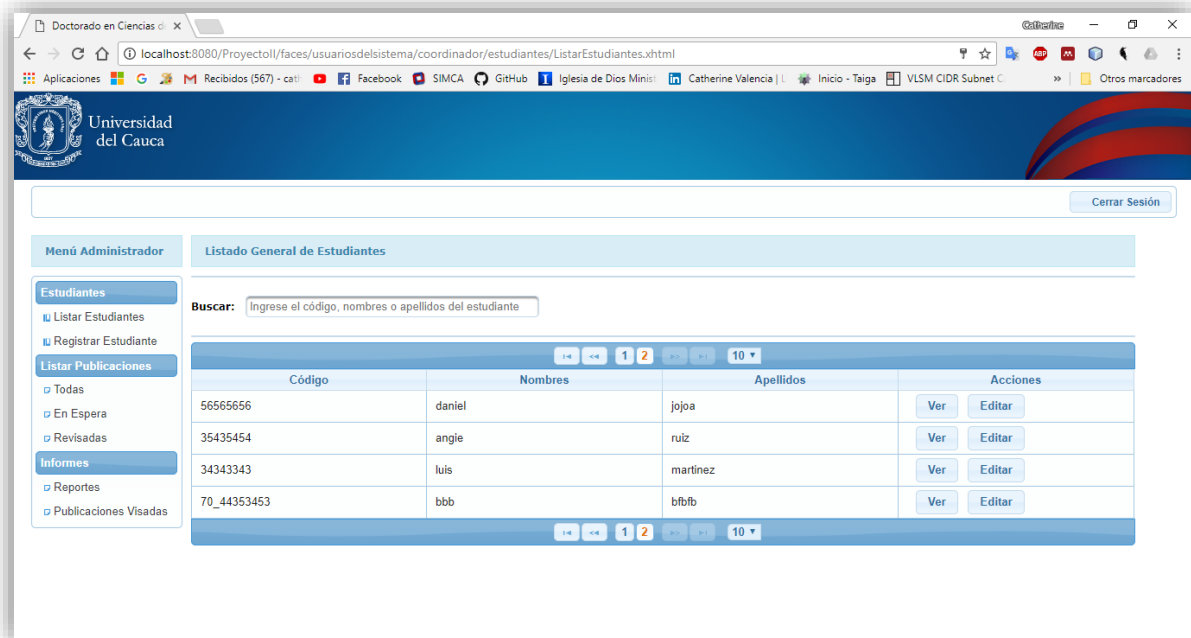 Doctorado en Ciencias d
Catherine
localhost:8080/ProyectoII/faces/usuariosdelsistema/coordinador/estudiantes/ListarEstudiantes.xhtml
ABP
Aplicaciones G M Recibidos (567) - cat Facebook SIMCA GitHub Iglesia de Dios Minist in Catherine Valencia | L Inicio - Taiga VLSM CIDR Subnet C » Otros marcadores
Universidad
del Cauca
Cerrar Sesión
Menú Administrador
Listado General de Estudiantes
Estudiantes
Listar Estudiantes
Registrar Estudiante
Listar Publicaciones
Todas
En Espera
Revisadas
Informes
Reportes
Publicaciones Visadas
Buscar: Ingrese el código, nombres o apellidos del estudiante
1 2 10
Código Nombres Apellidos Acciones
56565656 daniel jojoa Ver Editar
35435454 angie ruiz Ver Editar
34343343 luis martinez Ver Editar
70_44353453 bbb bfbfb Ver Editar
1 2 10